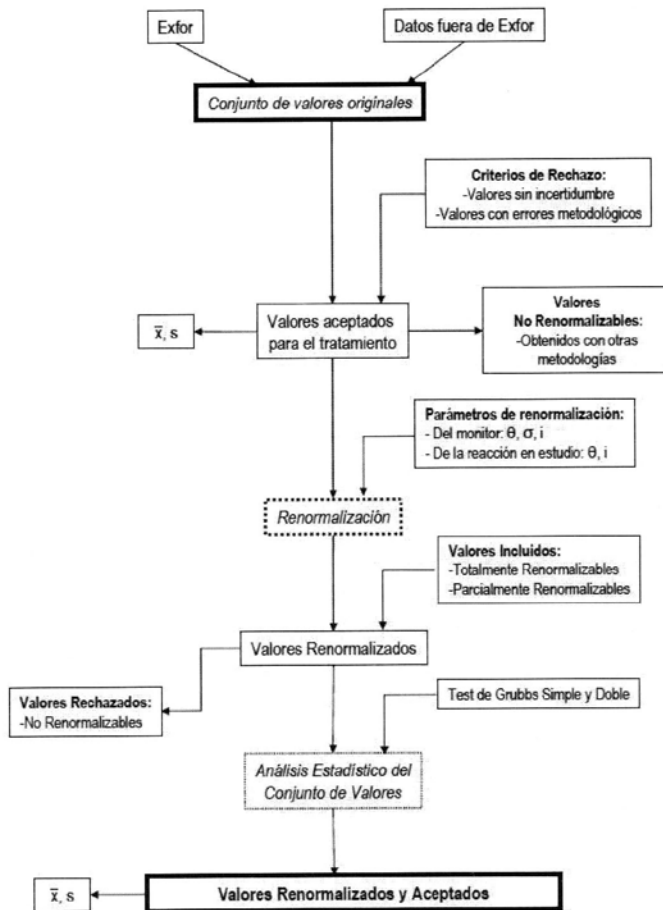 Exfor
Datos fuera de Exfor
Conjunto de valores originales
Criterios de Rechazo:
-Valores sin incertidumbre
-Valores con errores metodológicos
x̅, s
Valores aceptados
para el tratamiento
Valores
No Renormalizables:
-Obtenidos con otras
metodologías
Parámetros de renormalización:
- Del monitor: θ, σ, i
- De la reacción en estudio: θ, i
Renormalización
Valores Incluidos:
-Totalmente Renormalizables
-Parcialmente Renormalizables
Valores Renormalizados
Valores Rechazados:
-No Renormalizables
Test de Grubbs Simple y Doble
Análisis Estadístico del
Conjunto de Valores
x̅, s
Valores Renormalizados y Aceptados